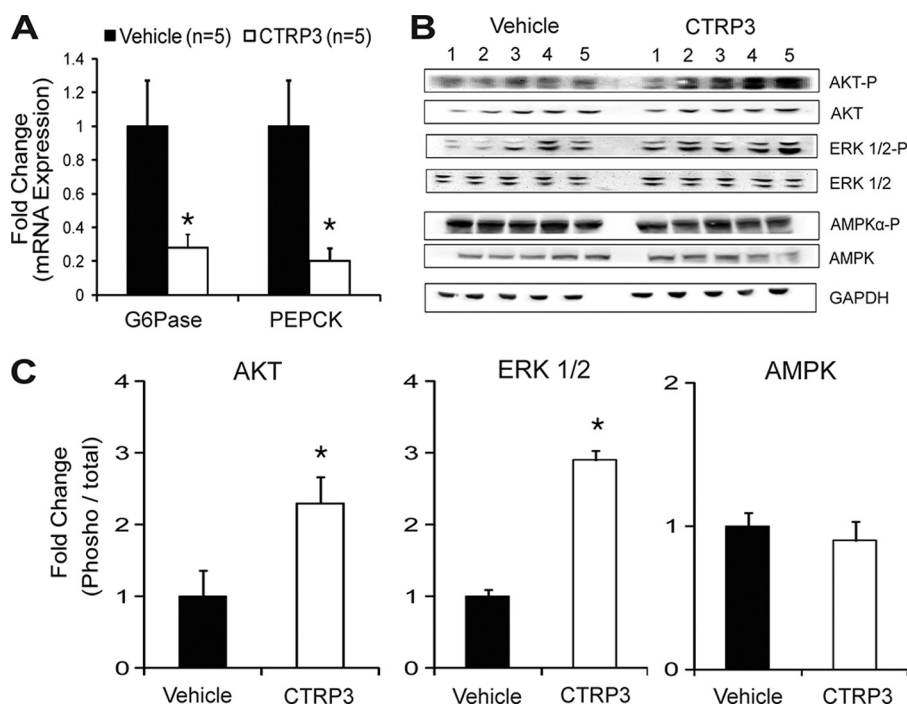 A
Vehicle (n=5) CTRP3 (n=5)
Fold Change
(mRNA Expression)
1.4
1.2
1.0
0.8
0.6
0.4
0.2
0
*
*
G6Pase PEPCK
B
Vehicle CTRP3
1 2 3 4 5 1 2 3 4 5
AKT-P
AKT
ERK 1/2-P
ERK 1/2
AMPKα-P
AMPK
GAPDH
C
Fold Change
(Phosho / total)
AKT
4
3
2
1
0
*
Vehicle CTRP3
ERK 1/2
4
3
2
1
0
*
Vehicle CTRP3
AMPK
2
1
0
Vehicle CTRP3